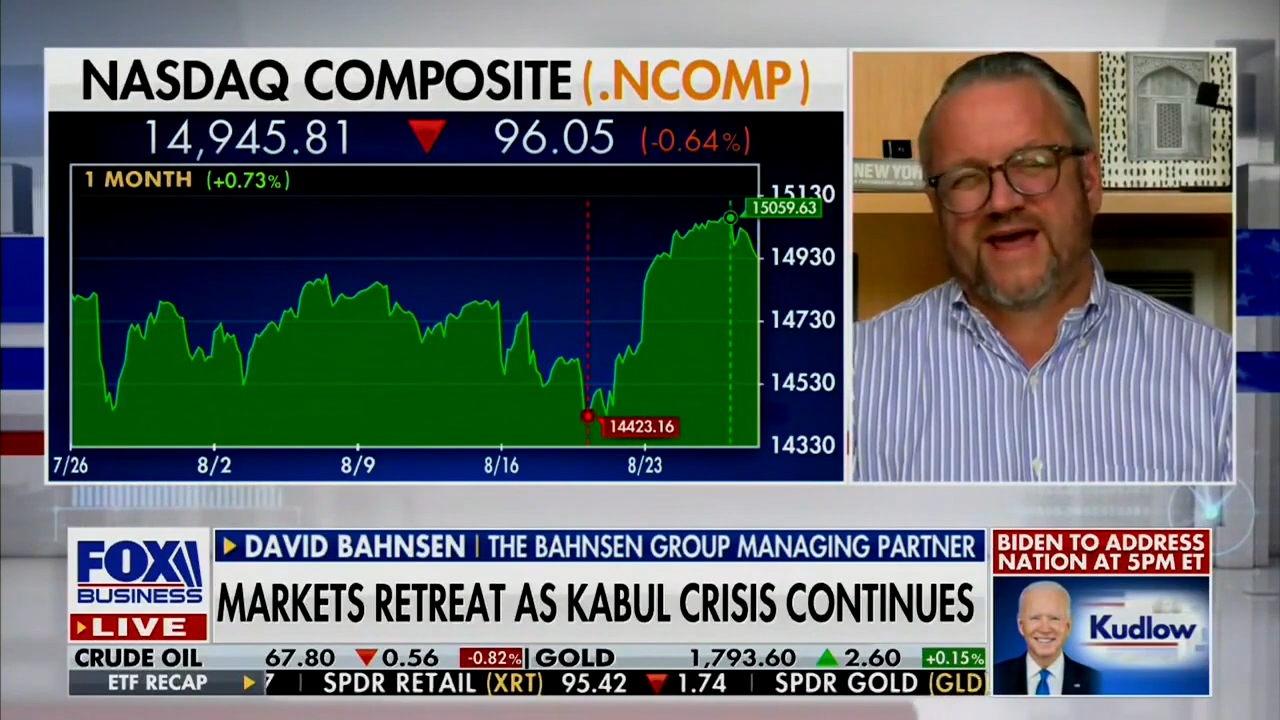 NASDAQ COMPOSITE (.NCOMP)
14,945.81 ▼ 96.05 (-0.64%)
1 MONTH (+0.73%)
15130
15059.63
14930
14730
14530
14423.16
14330
7/26 8/2 8/9 8/16 8/23
NEW YOR
FOX
BUSINESS
LIVE
DAVID BAHNSEN | THE BAHNSEN GROUP MANAGING PARTNER
MARKETS RETREAT AS KABUL CRISIS CONTINUES
BIDEN TO ADDRESS
NATION AT 5PM ET
Kudlow
CRUDE OIL 67.80 ▼ 0.56 -0.82% | GOLD 1,793.60 ▲ 2.60 +0.15%
ETF RECAP 7 | SPDR RETAIL (XRT) 95.42 ▼ 1.74 | SPDR GOLD (GLD)